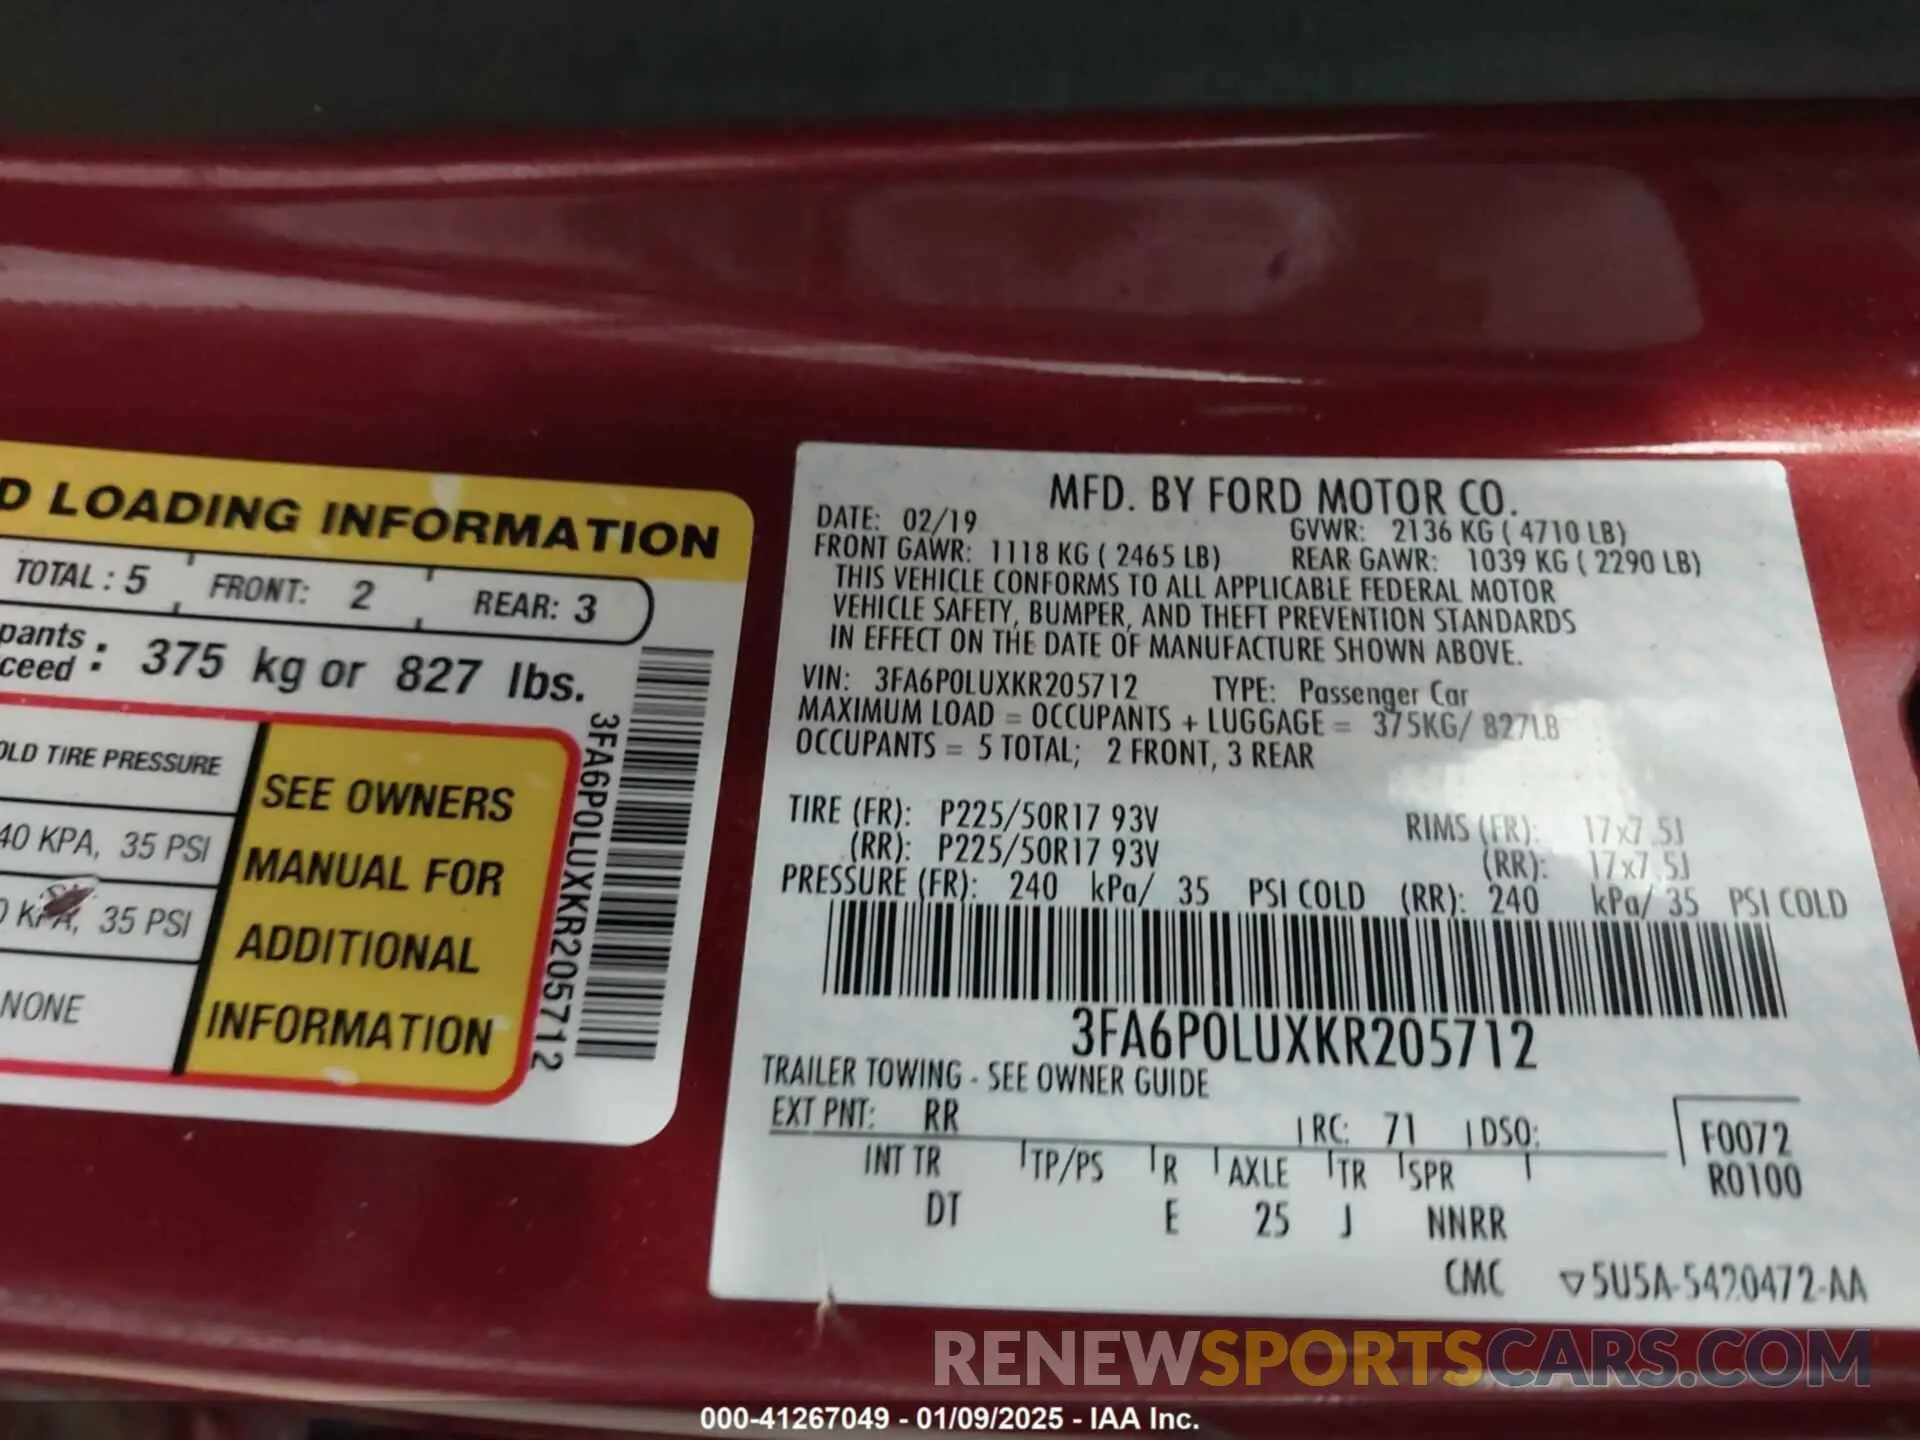 D LOADING INFORMATION
TOTAL : 5 FRONT: 2 REAR: 3
pants
ceed : 375 kg or 827 lbs.
OLD TIRE PRESSURE
40 KPA, 35 PSI
0 KPA, 35 PSI
NONE
SEE OWNERS
MANUAL FOR
ADDITIONAL
INFORMATION
3FA6P0LUXKR205712
MFD. BY FORD MOTOR CO.
DATE: 02/19 GVWR: 2136 KG ( 4710 LB)
FRONT GAWR: 1118 KG ( 2465 LB) REAR GAWR: 1039 KG ( 2290 LB)
THIS VEHICLE CONFORMS TO ALL APPLICABLE FEDERAL MOTOR
VEHICLE SAFETY, BUMPER, AND THEFT PREVENTION STANDARDS
IN EFFECT ON THE DATE OF MANUFACTURE SHOWN ABOVE.
VIN: 3FA6P0LUXKR205712 TYPE: Passenger Car
MAXIMUM LOAD = OCCUPANTS + LUGGAGE = 375KG/ 827LB
OCCUPANTS = 5 TOTAL; 2 FRONT, 3 REAR
TIRE (FR): P225/50R17 93V RIMS (FR): 17x7.5J
(RR): P225/50R17 93V (RR): 17x7.5J
PRESSURE (FR): 240 kPa/ 35 PSI COLD (RR): 240 kPa/ 35 PSI COLD
3FA6P0LUXKR205712
TRAILER TOWING - SEE OWNER GUIDE
EXT PNT: RR RC: 71 DSO: F0072
INT TR TP/PS R AXLE TR SPR R0100
DT E 25 J NNRR
CMC ▽5U5A-5420472-AA
RENEWSPORTSCARS.COM
000-41267049 - 01/09/2025 - IAA Inc.